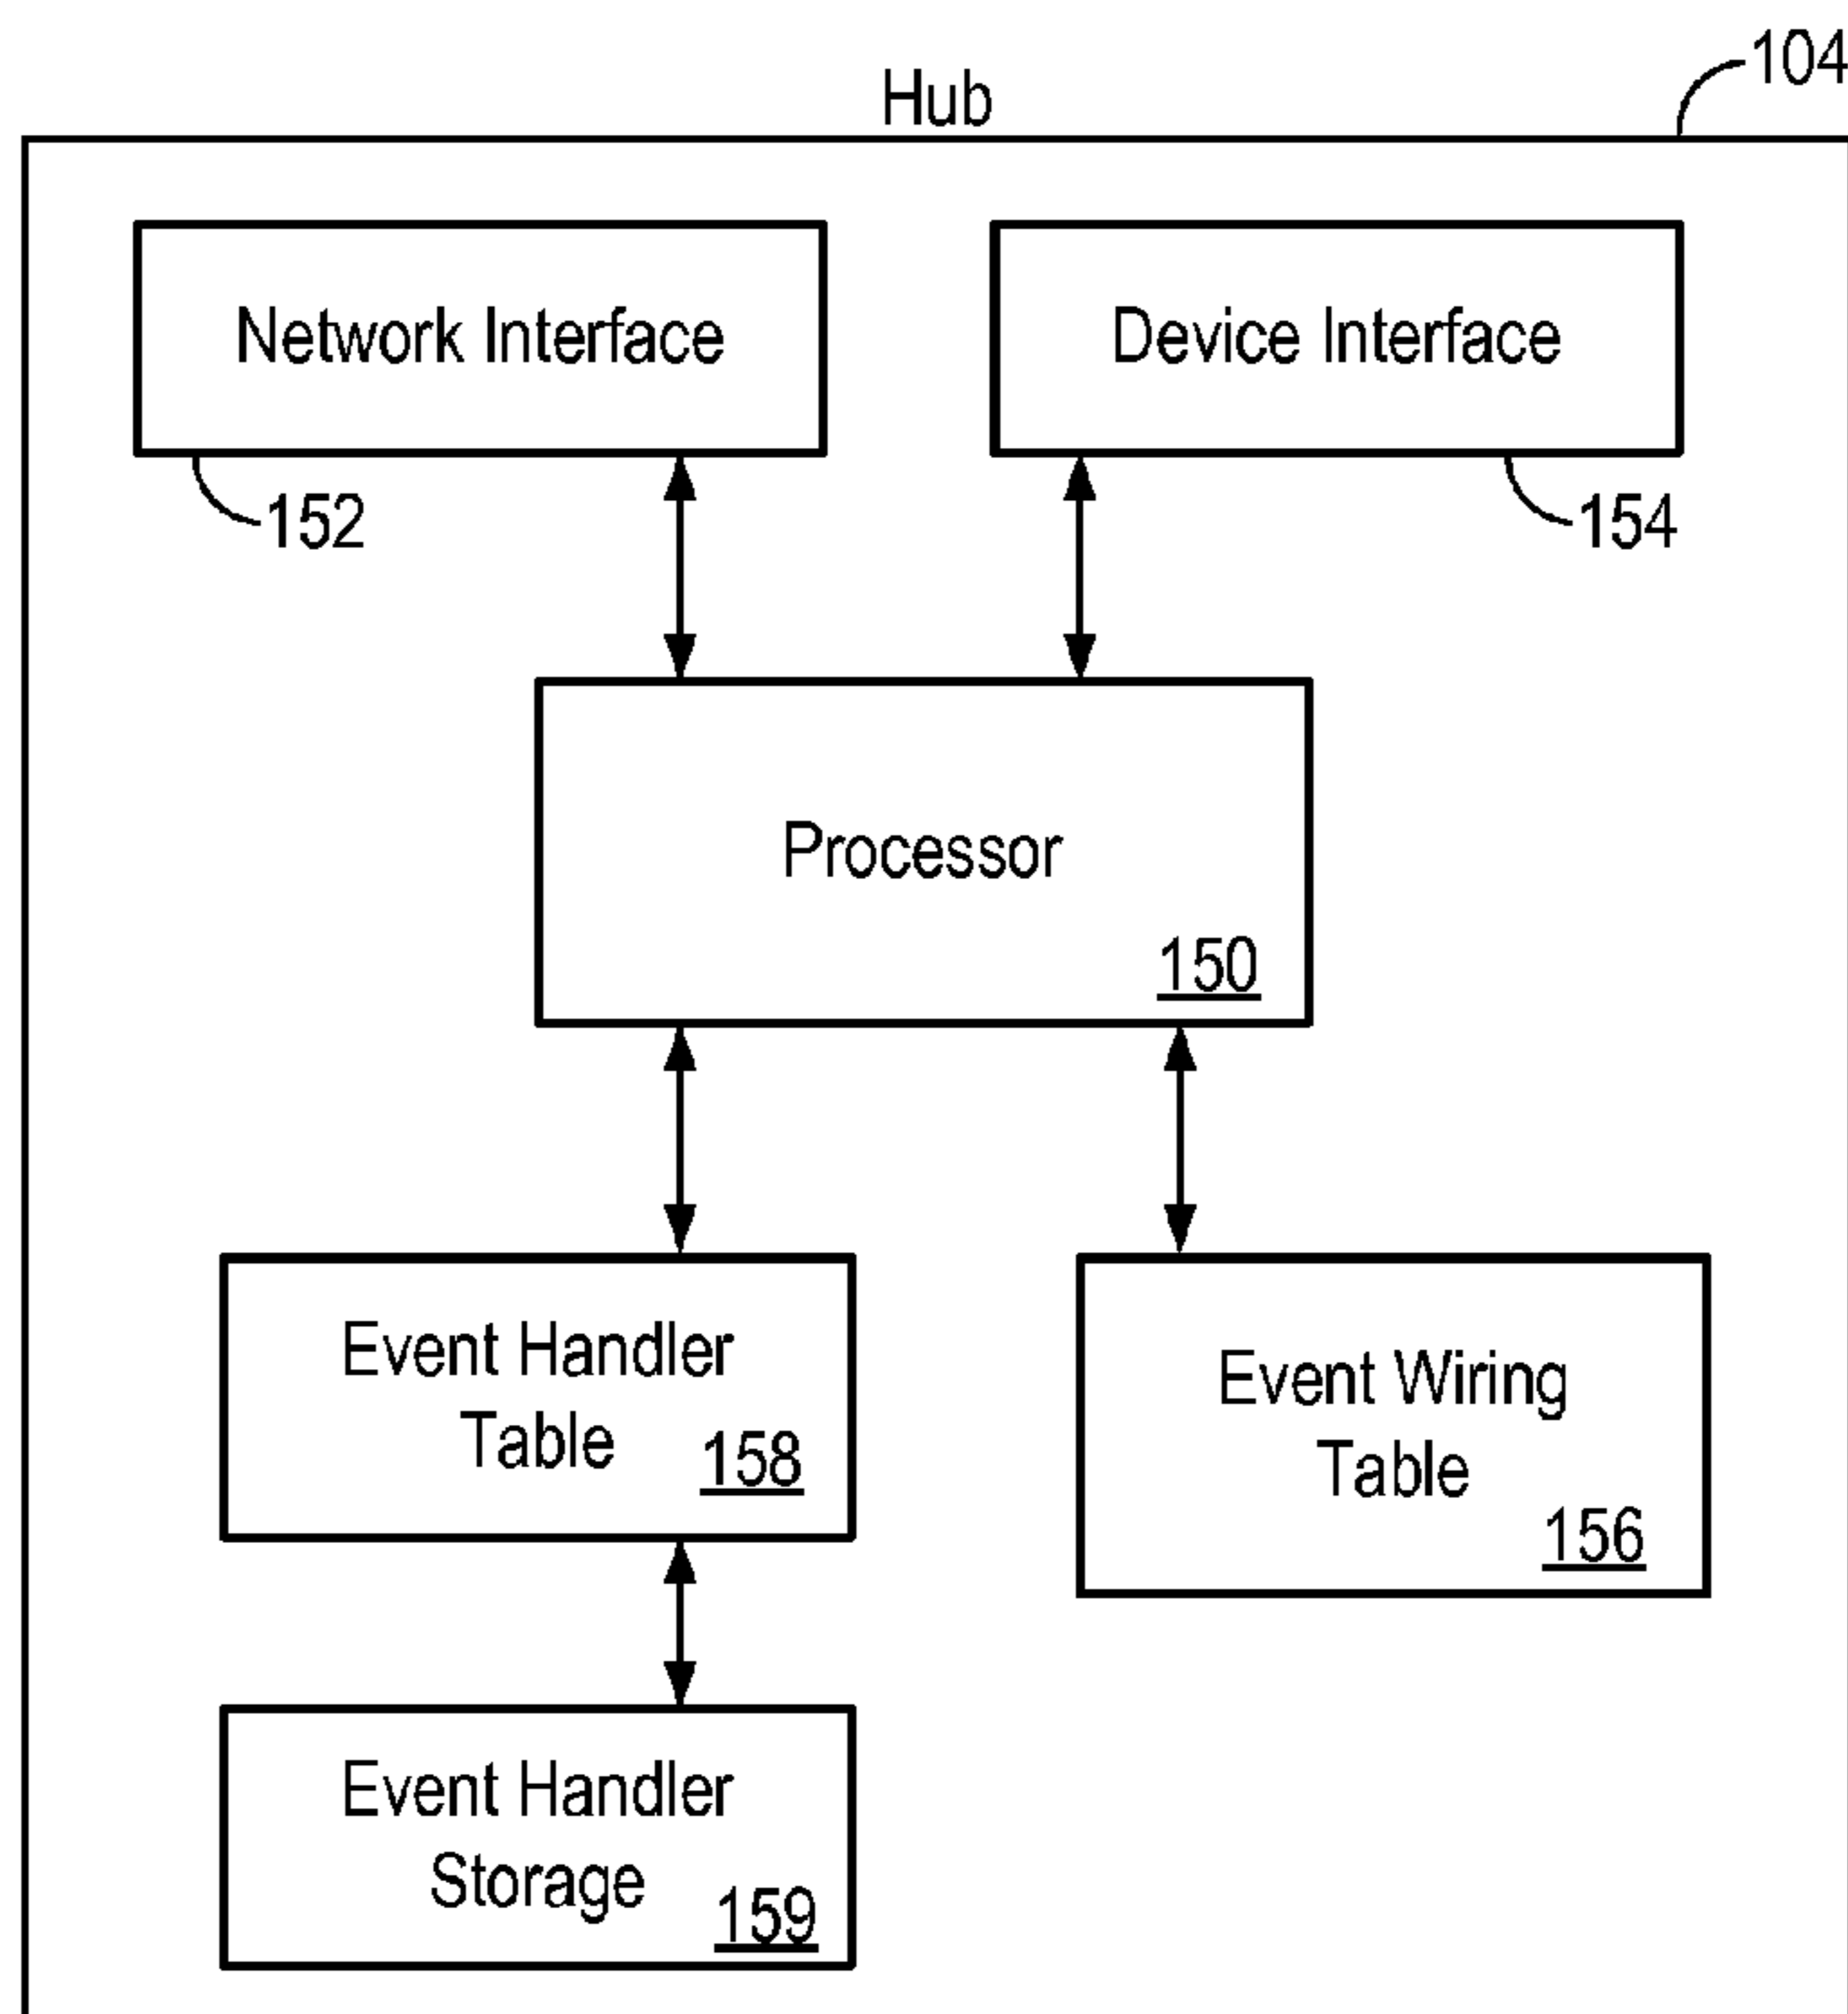 104
Hub
Network Interface
Device Interface
152
154
Processor
150
Event Handler
Table
158
Event Wiring
Table
156
Event Handler
Storage
159